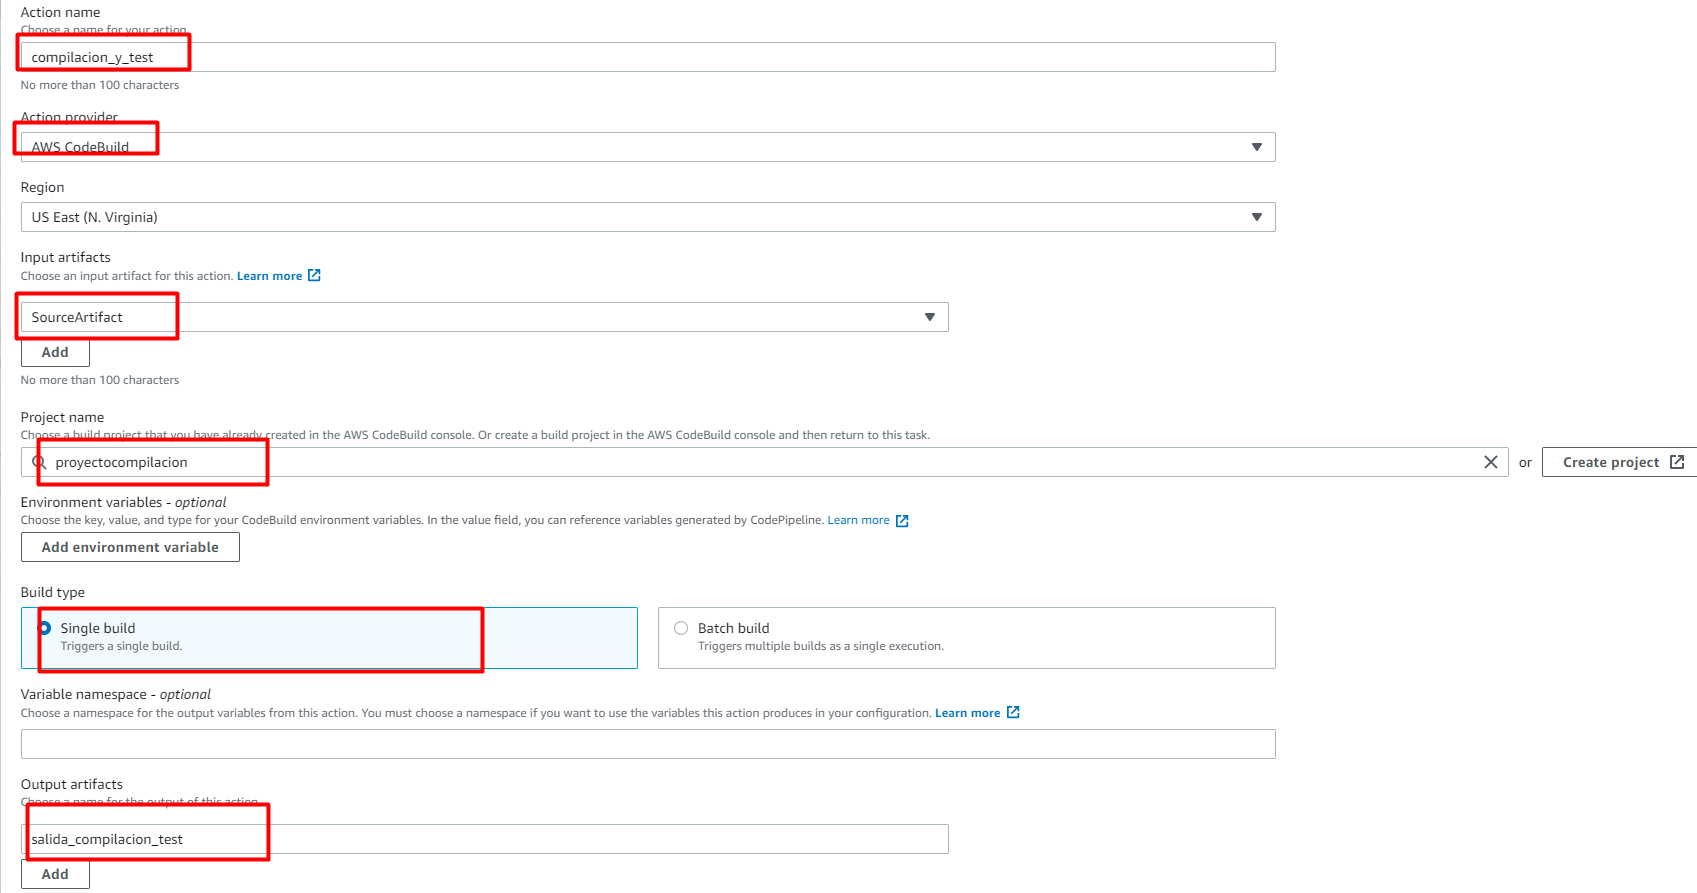 Action name
Choose a name for your action
compilacion_y_test
No more than 100 characters
Action provider
AWS CodeBuild
Region
US East (N. Virginia)
Input artifacts
Choose an input artifact for this action. Learn more
SourceArtifact
Add
No more than 100 characters
Project name
Choose a build project that you have already created in the AWS CodeBuild console. Or create a build project in the AWS CodeBuild console and then return to this task.
proyectocompilacion
or
Create project
Environment variables - optional
Choose the key, value, and type for your CodeBuild environment variables. In the value field, you can reference variables generated by CodePipeline. Learn more
Add environment variable
Build type
Single build
Triggers a single build.
Batch build
Triggers multiple builds as a single execution.
Variable namespace - optional
Choose a namespace for the output variables from this action. You must choose a namespace if you want to use the variables this action produces in your configuration. Learn more
Output artifacts
Choose a name for the output of this action.
salida_compilacion_test
Add